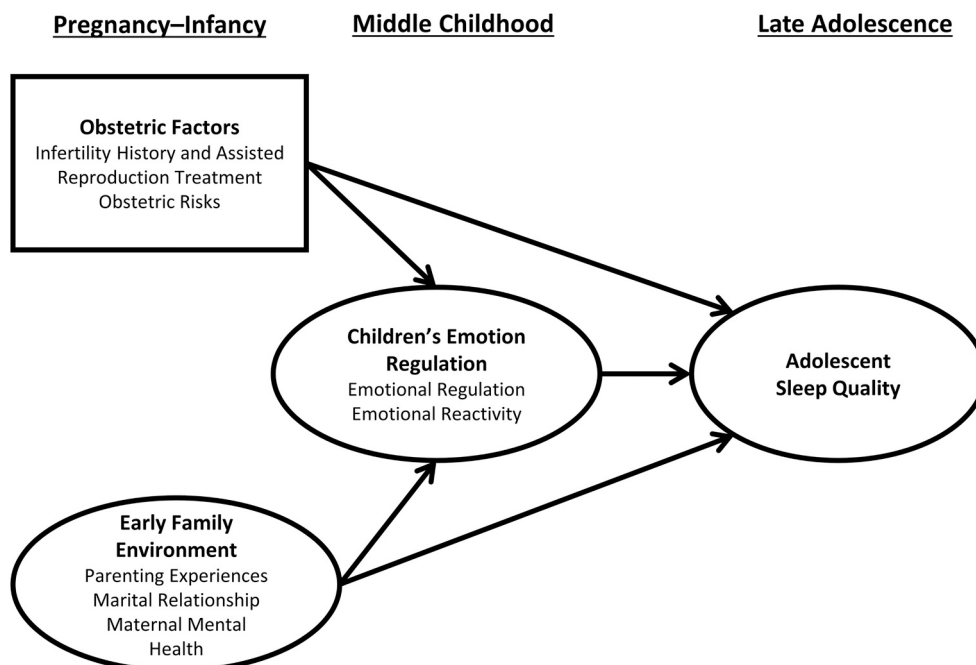 Pregnancy–Infancy
Middle Childhood
Late Adolescence
Obstetric Factors
Infertility History and Assisted
Reproduction Treatment
Obstetric Risks
Children’s Emotion
Regulation
Emotional Regulation
Emotional Reactivity
Adolescent
Sleep Quality
Early Family
Environment
Parenting Experiences
Marital Relationship
Maternal Mental
Health